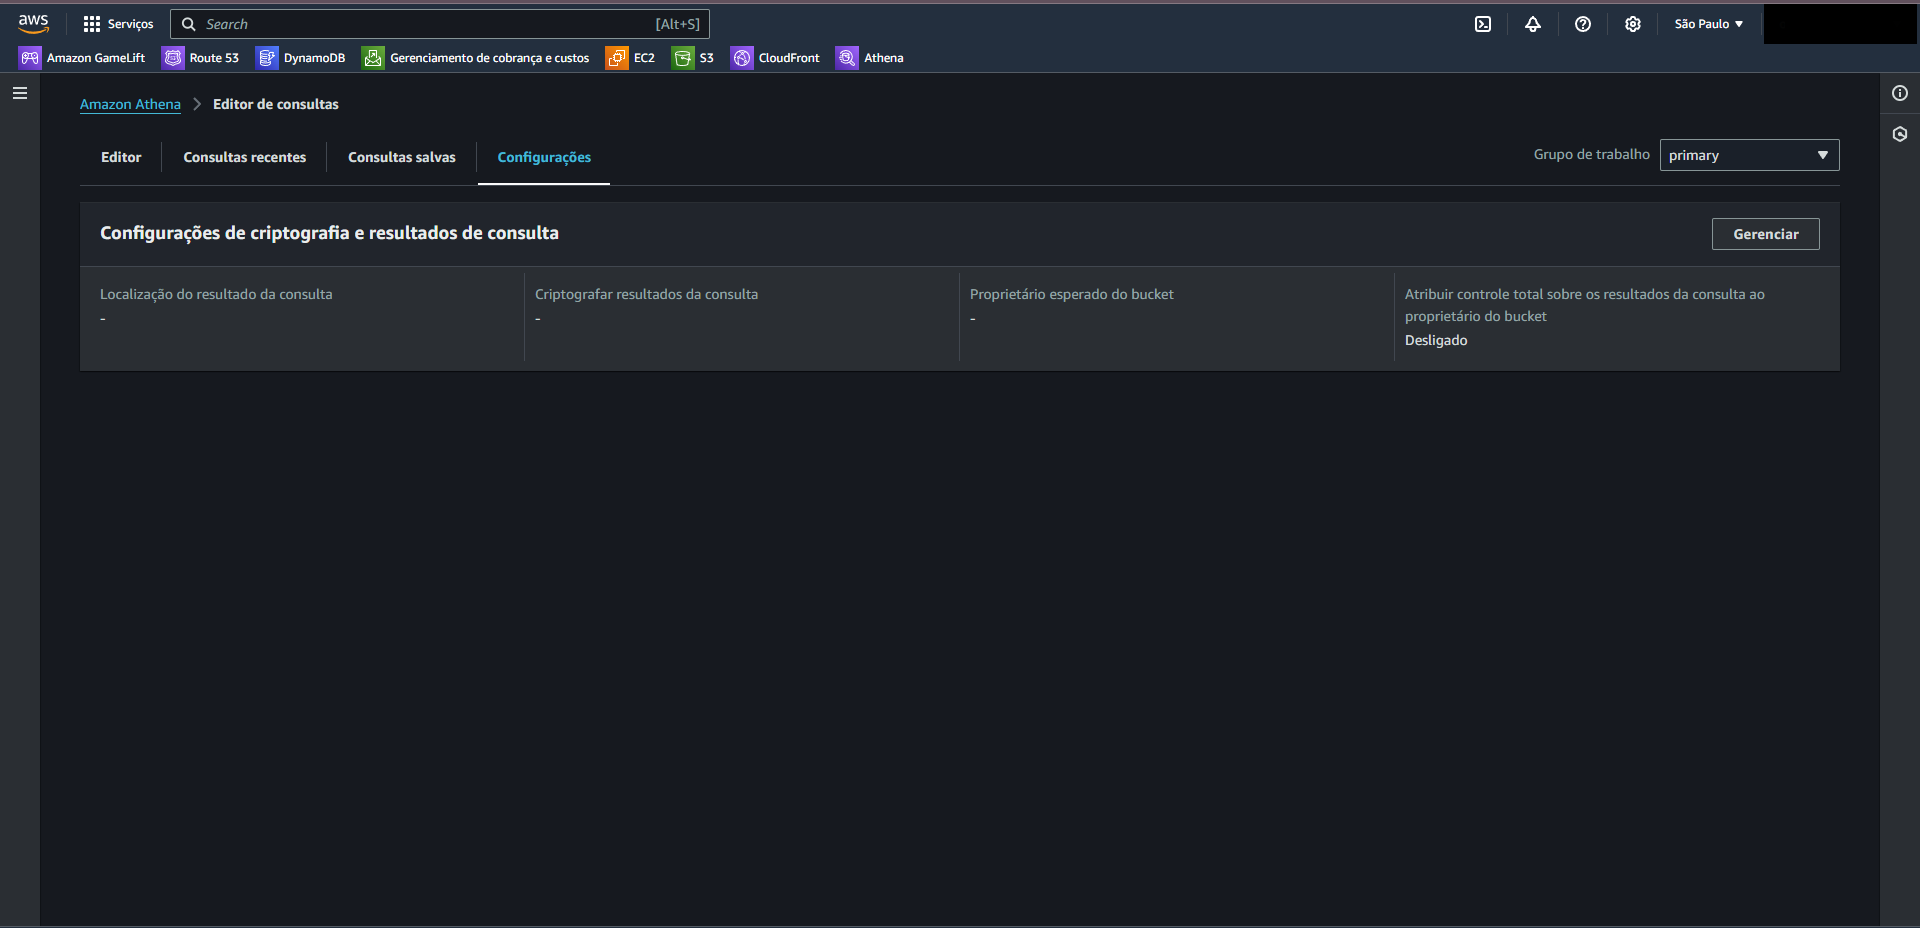 aws Serviços Search [Alt+S] São Paulo
Amazon GameLift Route 53 DynamoDB Gerenciamento de cobrança e custos EC2 S3 CloudFront Athena
Amazon Athena Editor de consultas
Editor Consultas recentes Consultas salvas Configurações Grupo de trabalho primary
Configurações de criptografia e resultados de consulta Gerenciar
Localização do resultado da consulta
-
Criptografar resultados da consulta
-
Proprietário esperado do bucket
-
Atribuir controle total sobre os resultados da consulta ao
proprietário do bucket
Desligado